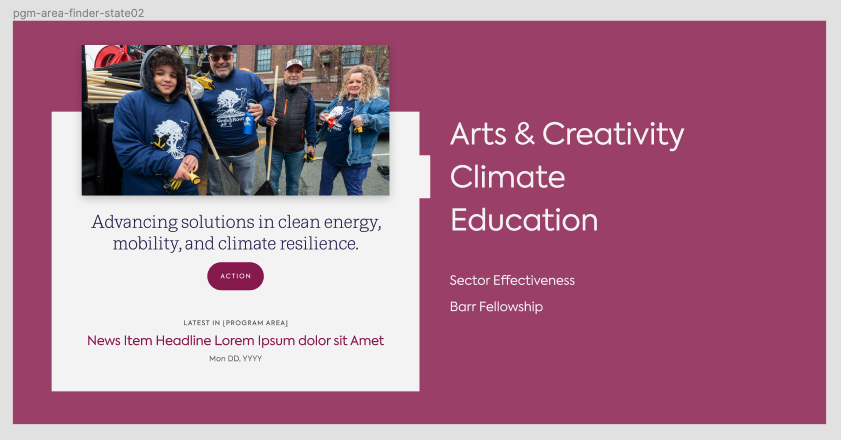 pgm-area-finder-state02
Advancing solutions in clean energy,
mobility, and climate resilience.
ACTION
LATEST IN [PROGRAM AREA]
News Item Headline Lorem Ipsum dolor sit Amet
Mon DD, YYYY
Arts & Creativity
Climate
Education
Sector Effectiveness
Barr Fellowship